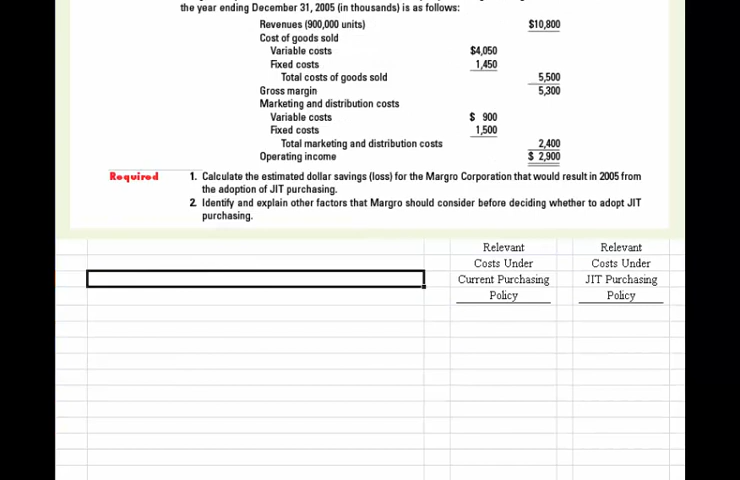 the year ending December 31, 2005 (in thousands) is as follows:
Revenues (900,000 units) $10,800
Cost of goods sold
Variable costs $4,050
Fixed costs 1,450
Total costs of goods sold 5,500
Gross margin 5,300
Marketing and distribution costs
Variable costs $ 900
Fixed costs 1,500
Total marketing and distribution costs 2,400
Operating income $ 2,900
Required 1. Calculate the estimated dollar savings (loss) for the Margro Corporation that would result in 2005 from
the adoption of JIT purchasing.
2. Identify and explain other factors that Margro should consider before deciding whether to adopt JIT
purchasing.
Relevant Relevant
Costs Under Costs Under
Current Purchasing JIT Purchasing
Policy Policy